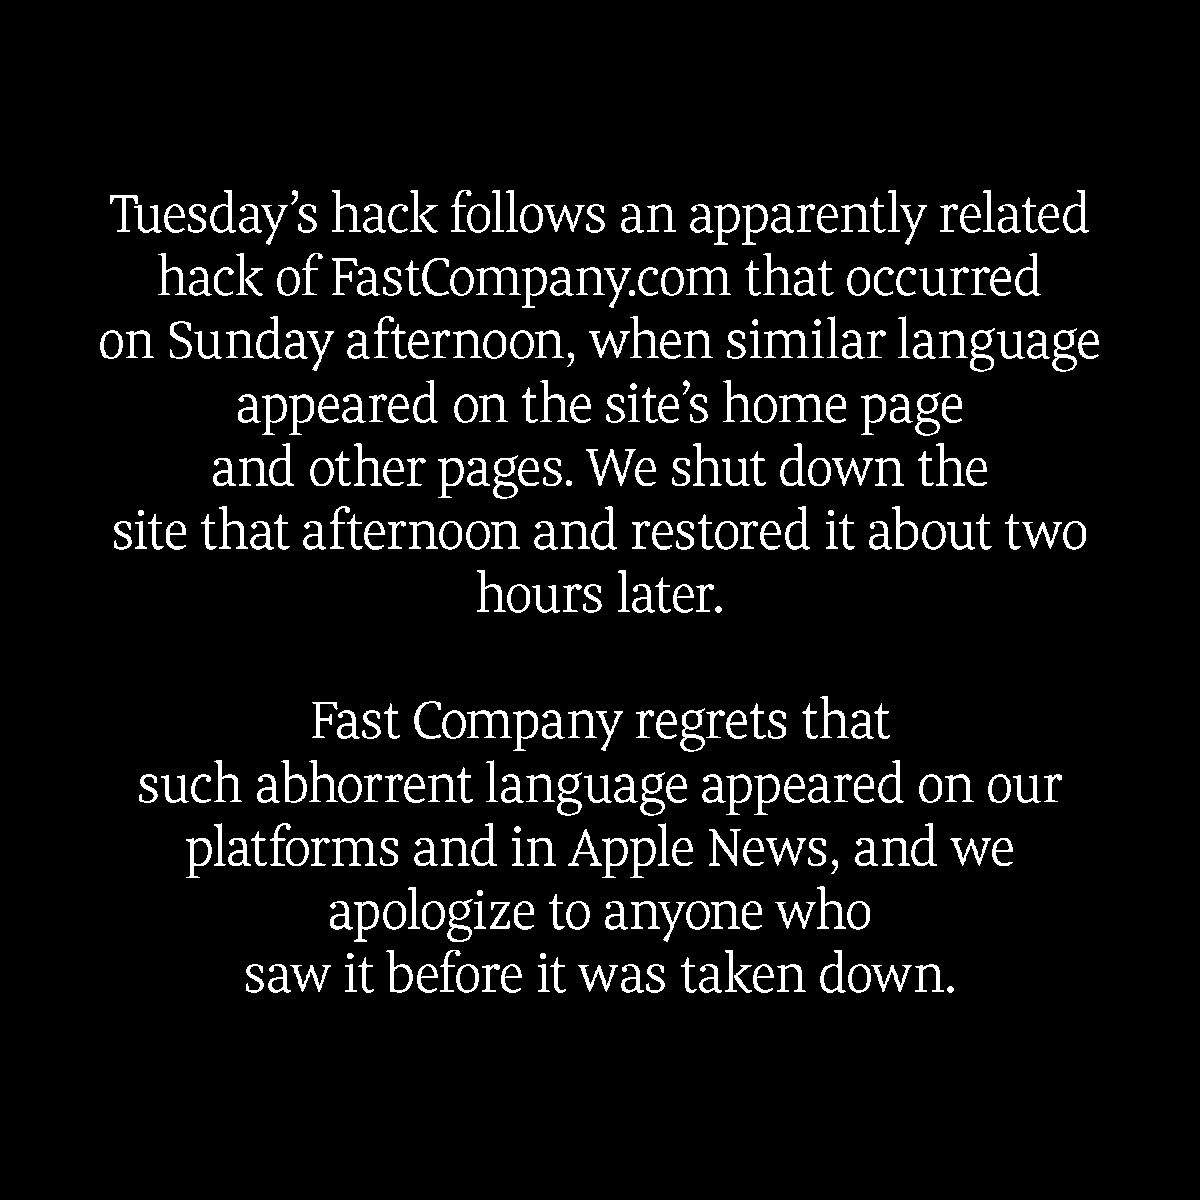 Tuesday’s hack follows an apparently related
hack of FastCompany.com that occurred
on Sunday afternoon, when similar language
appeared on the site’s home page
and other pages. We shut down the
site that afternoon and restored it about two
hours later.
Fast Company regrets that
such abhorrent language appeared on our
platforms and in Apple News, and we
apologize to anyone who
saw it before it was taken down.